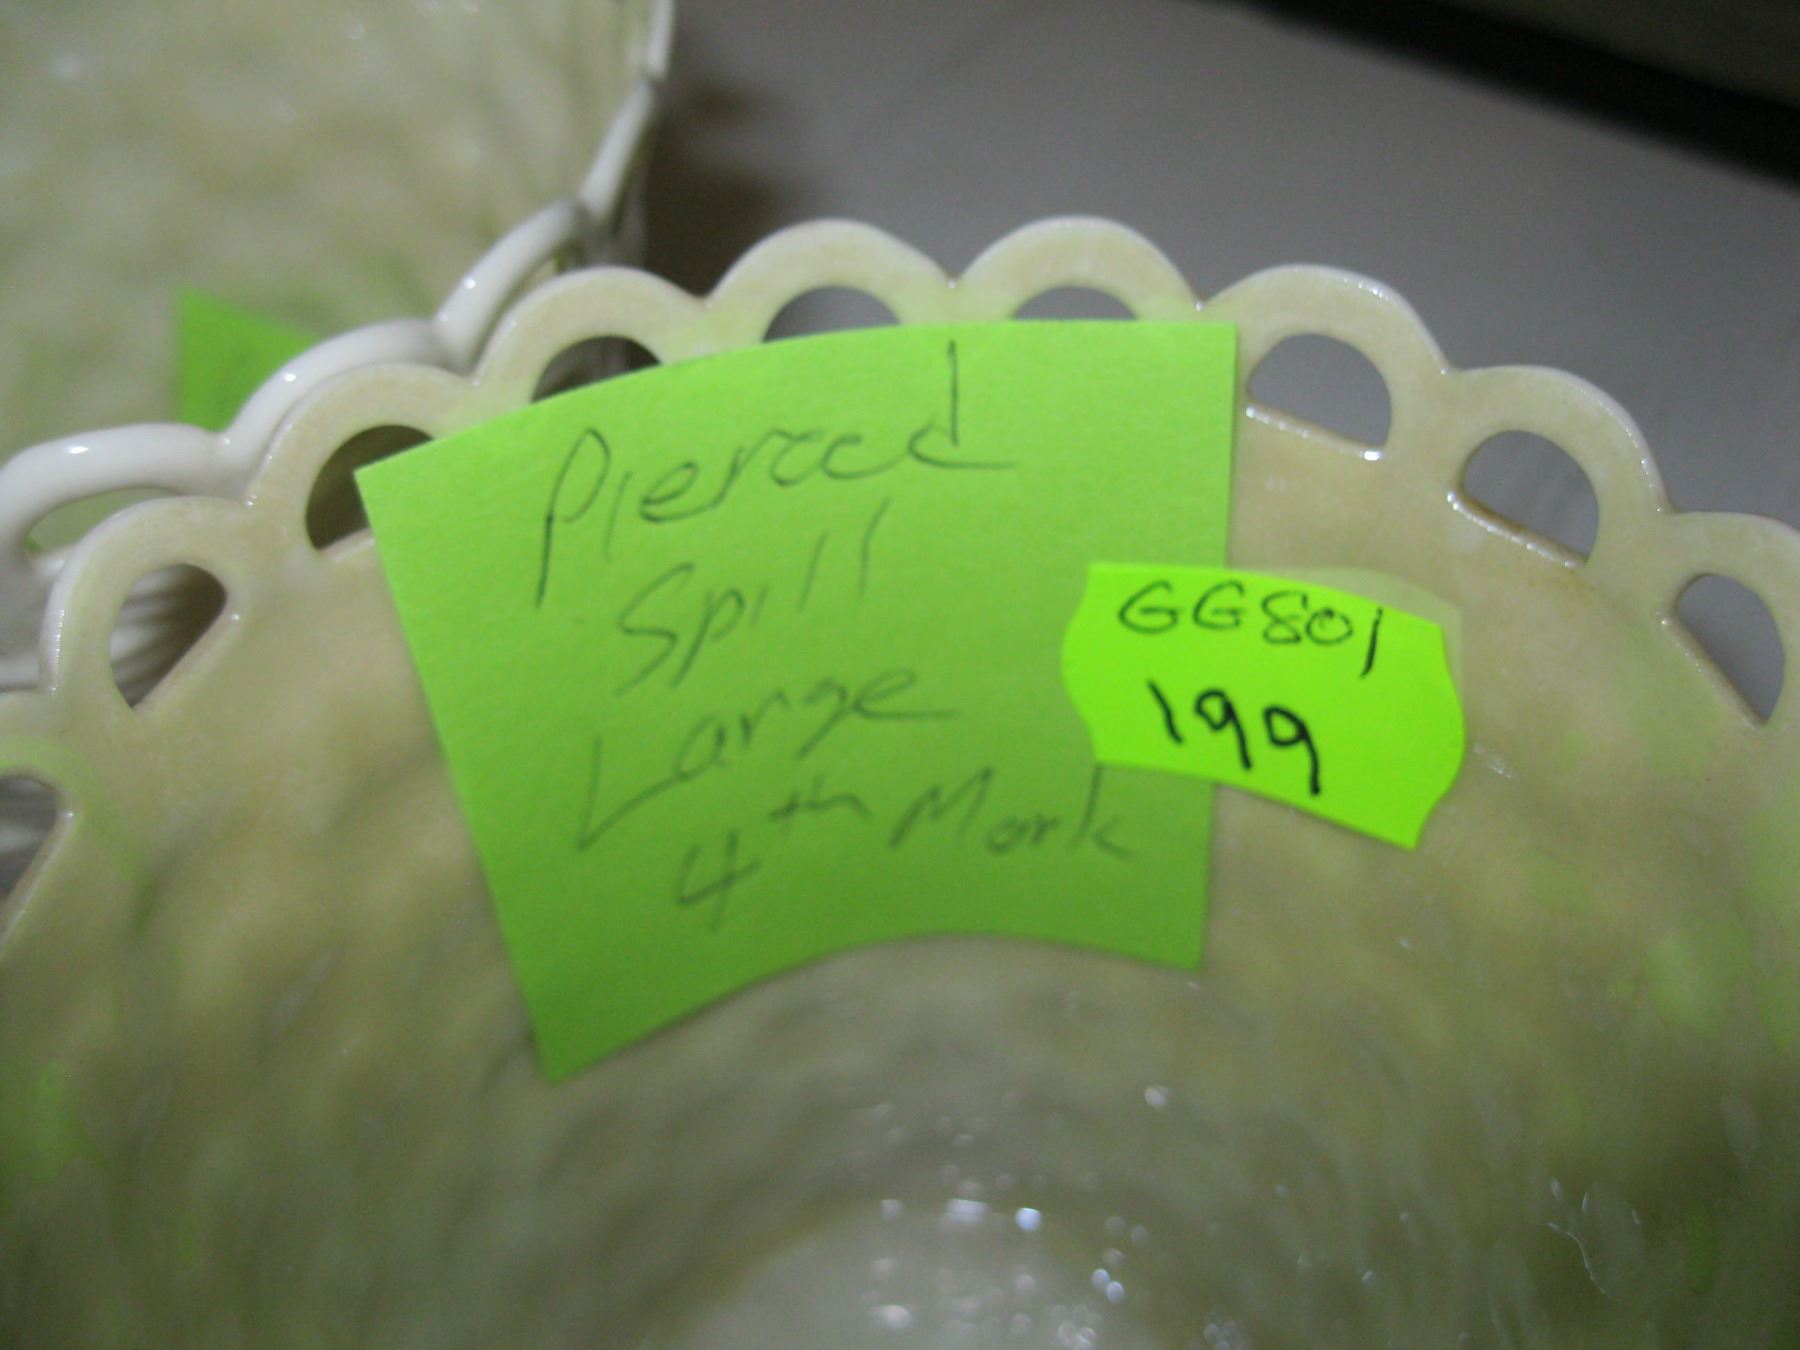 Pierced
Spill
Large
4th Mark
GG801
199